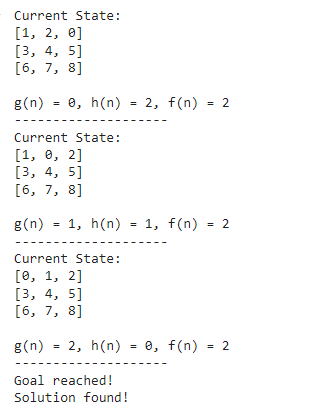 Current State:
[1, 2, 0]
[3, 4, 5]
[6, 7, 8]
g(n) = 0, h(n) = 2, f(n) = 2
--------------------
Current State:
[1, 0, 2]
[3, 4, 5]
[6, 7, 8]
g(n) = 1, h(n) = 1, f(n) = 2
--------------------
Current State:
[0, 1, 2]
[3, 4, 5]
[6, 7, 8]
g(n) = 2, h(n) = 0, f(n) = 2
--------------------
Goal reached!
Solution found!